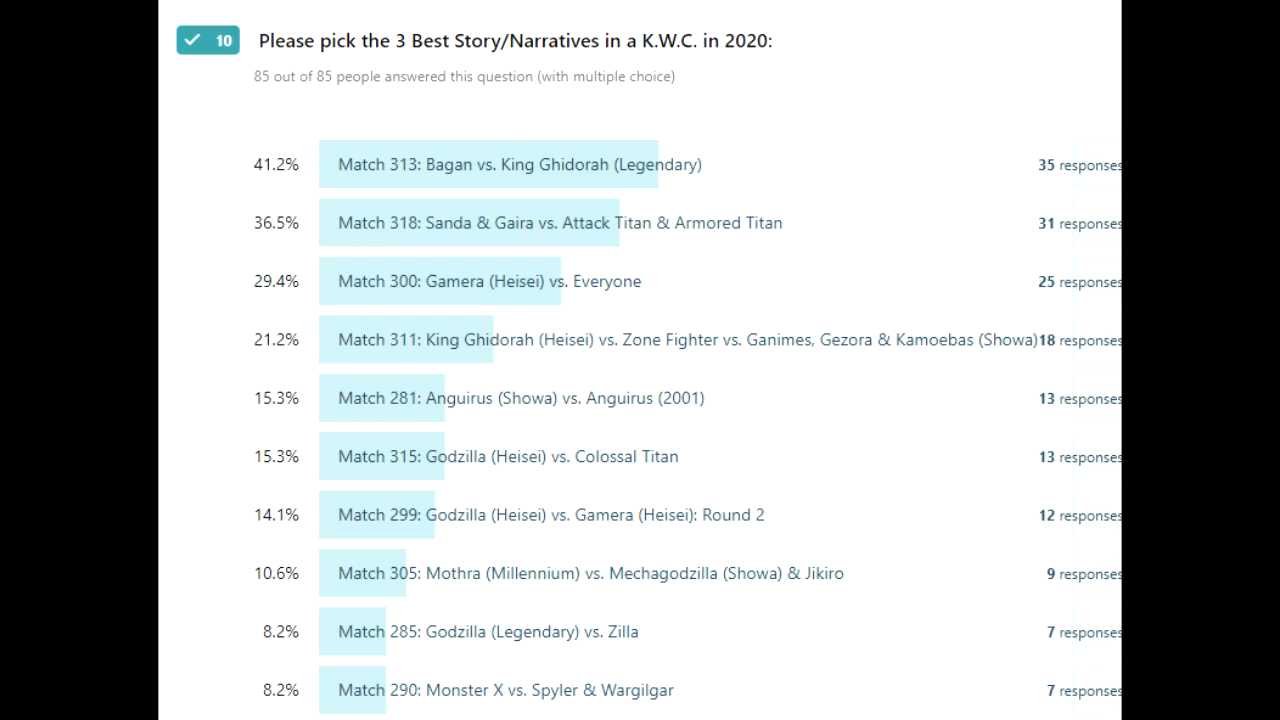 10 Please pick the 3 Best Story/Narratives in a K.W.C. in 2020:
85 out of 85 people answered this question (with multiple choice)
41.2% Match 313: Bagan vs. King Ghidorah (Legendary) 35 responses
36.5% Match 318: Sanda & Gaira vs. Attack Titan & Armored Titan 31 responses
29.4% Match 300: Gamera (Heisei) vs. Everyone 25 responses
21.2% Match 311: King Ghidorah (Heisei) vs. Zone Fighter vs. Ganimes, Gezora & Kamoebas (Showa) 18 responses
15.3% Match 281: Anguirus (Showa) vs. Anguirus (2001) 13 responses
15.3% Match 315: Godzilla (Heisei) vs. Colossal Titan 13 responses
14.1% Match 299: Godzilla (Heisei) vs. Gamera (Heisei): Round 2 12 responses
10.6% Match 305: Mothra (Millennium) vs. Mechagodzilla (Showa) & Jikiro 9 responses
8.2% Match 285: Godzilla (Legendary) vs. Zilla 7 responses
8.2% Match 290: Monster X vs. Spyler & Wargilgar 7 responses